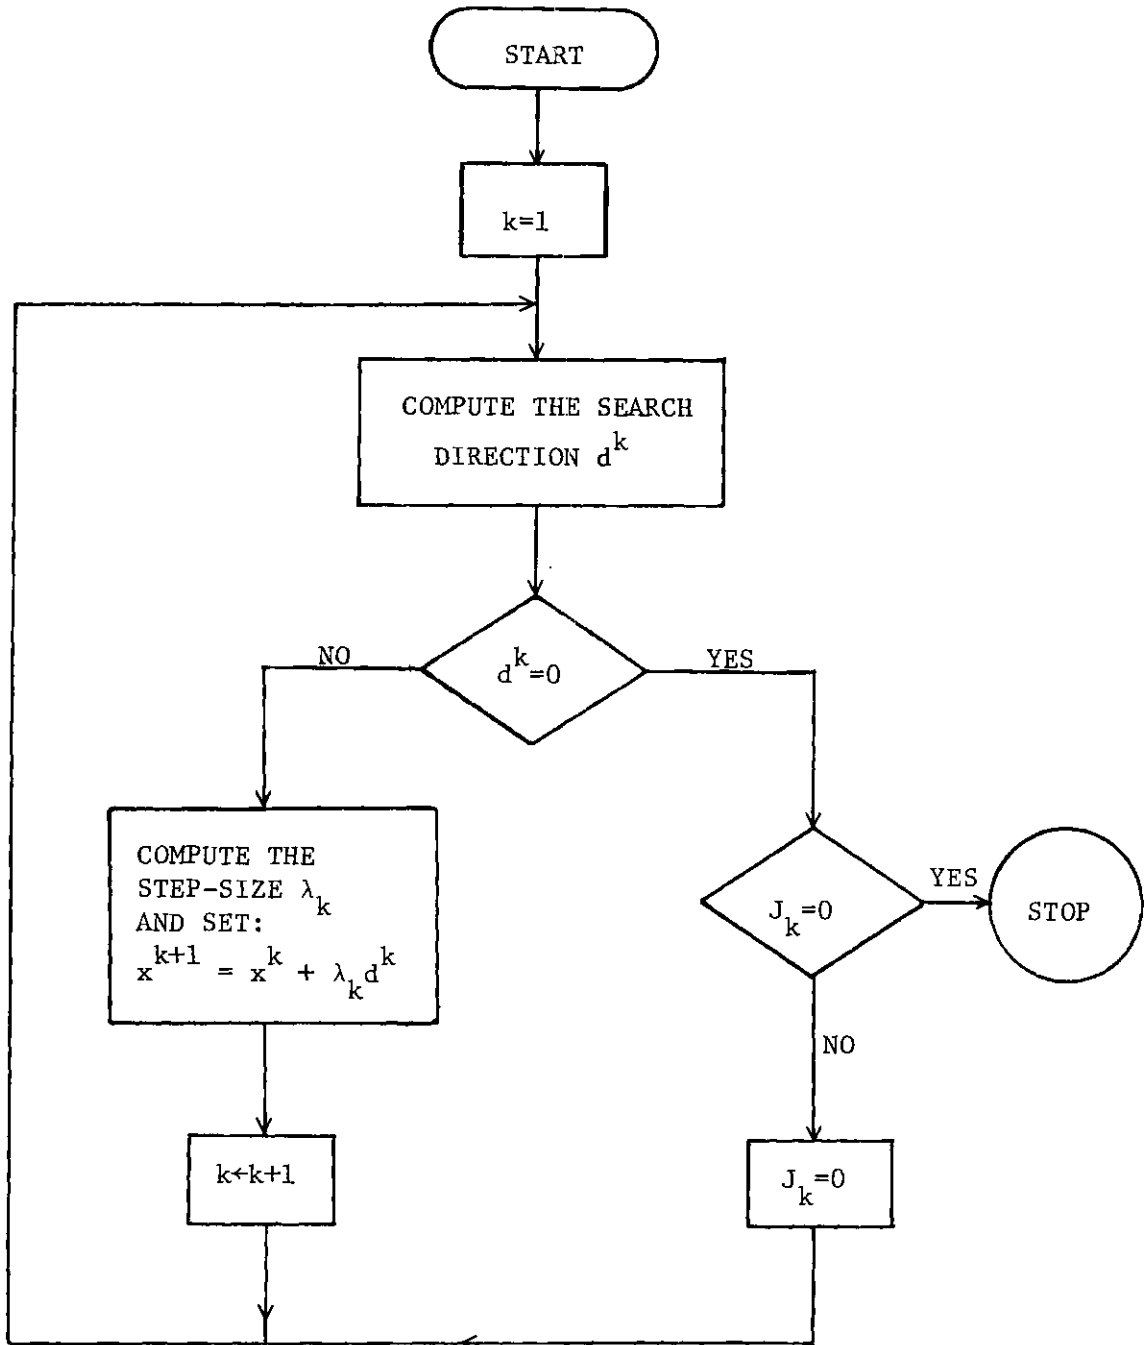 START
k=1
COMPUTE THE SEARCH
DIRECTION d^k
NO
d^k=0
YES
COMPUTE THE
STEP-SIZE λ_k
AND SET:
x^{k+1} = x^k + λ_k d^k
J_k=0
YES
STOP
NO
k←k+1
J_k=0